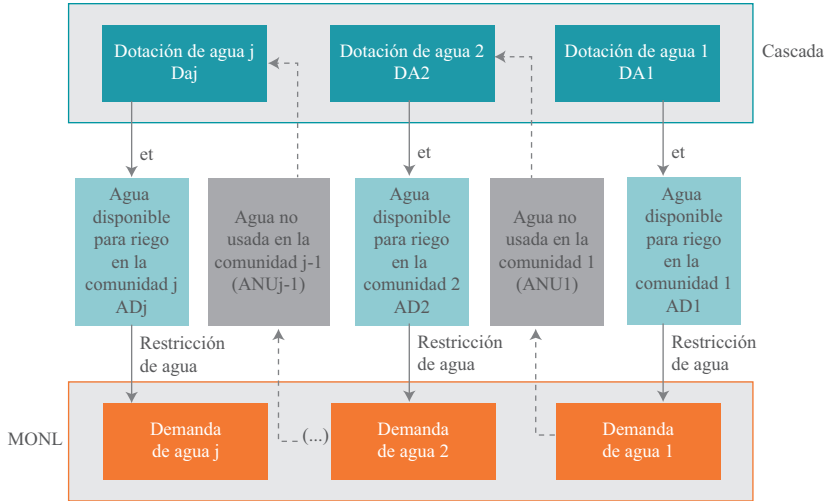 Dotación de agua j
Daj
Dotación de agua 2
DA2
Dotación de agua 1
DA1
Cascada
et
et
et
Agua
disponible
para riego
en la
comunidad j
ADj
Agua no
usada en la
comunidad j-1
(ANUj-1)
Agua
disponible
para riego
en la
comunidad 2
AD2
Agua no
usada en la
comunidad 1
(ANU1)
Agua
disponible
para riego
en la
comunidad 1
AD1
Restricción
de agua
Restricción
de agua
Restricción
de agua
MONL
Demanda
de agua j
(...)
Demanda
de agua 2
Demanda
de agua 1